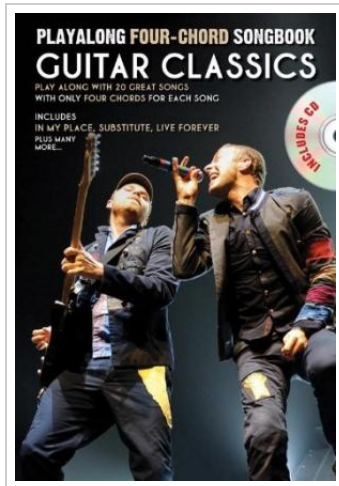 PLAYALONG FOUR-CHORD SONGBOOK
GUITAR CLASSICS
PLAY ALONG WITH 20 GREAT SONGS
WITH ONLY FOUR CHORDS FOR EACH SONG
INCLUDES
IN MY PLACE, SUBSTITUTE, LIVE FOREVER
PLUS MANY
MORE...
INCLUDES CD